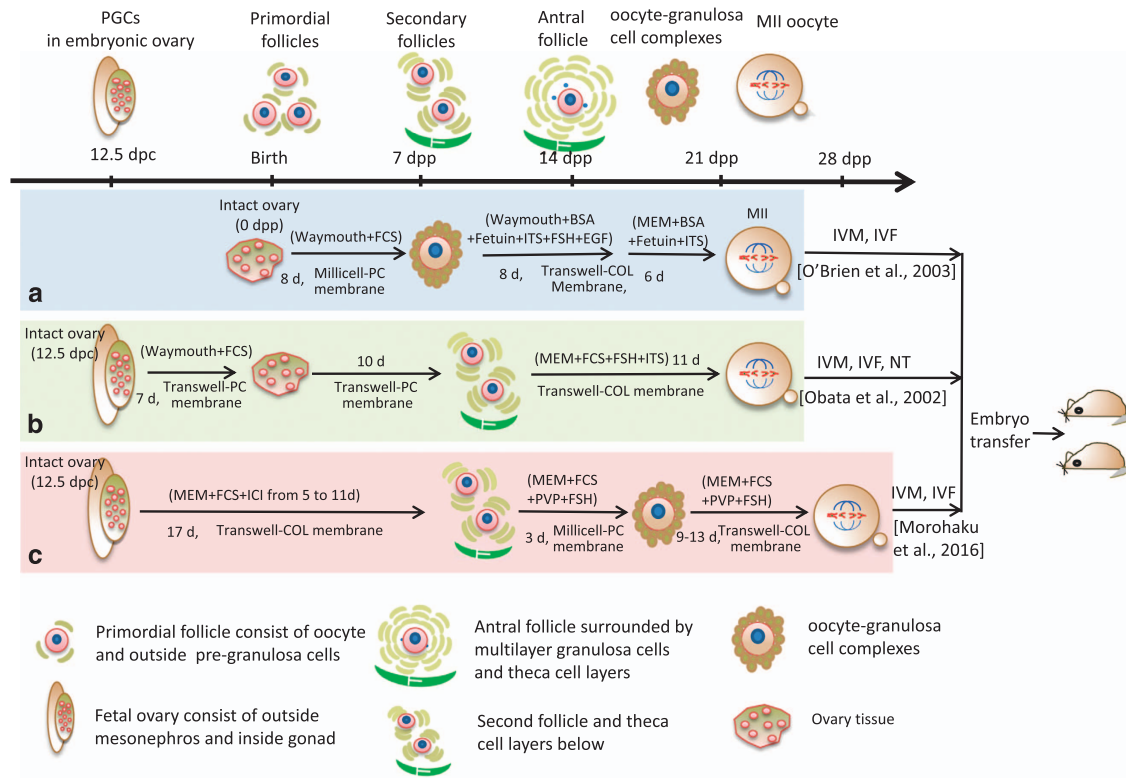 PGCs
in embryonic ovary
Primordial
follicles
Secondary
follicles
Antral
follicle
oocyte-granulosa
cell complexes
MII oocyte
12.5 dpc
Birth
7 dpp
14 dpp
21 dpp
28 dpp
a
Intact ovary
(0 dpp)
(Waymouth+FCS)
8 d,
Millicell-PC
membrane
(Waymouth+BSA
+Fetuin+ITS+FSH+EGF)
8 d,
Transwell-COL
Membrane,
(MEM+BSA
+Fetuin+ITS)
6 d
MII
IVM, IVF
[O'Brien et al., 2003]
b
Intact ovary
(12.5 dpc)
(Waymouth+FCS)
7 d,
Transwell-PC
membrane
10 d
Transwell-PC
membrane
(MEM+FCS+FSH+ITS) 11 d
Transwell-COL membrane
IVM, IVF, NT
[Obata et al., 2002]
c
Intact ovary
(12.5 dpc)
(MEM+FCS+ICI from 5 to 11d)
17 d, Transwell-COL membrane
(MEM+FCS
+PVP+FSH)
3 d, Millicell-PC
membrane
(MEM+FCS
+PVP+FSH)
9-13 d, Transwell-COL
membrane
IVM, IVF
[Morohaku
et al., 2016]
Embryo
transfer
Primordial follicle consist of oocyte
and outside pre-granulosa cells
Fetal ovary consist of outside
mesonephros and inside gonad
Antral follicle surrounded by
multilayer granulosa cells
and theca cell layers
Second follicle and theca
cell layers below
oocyte-granulosa
cell complexes
Ovary tissue